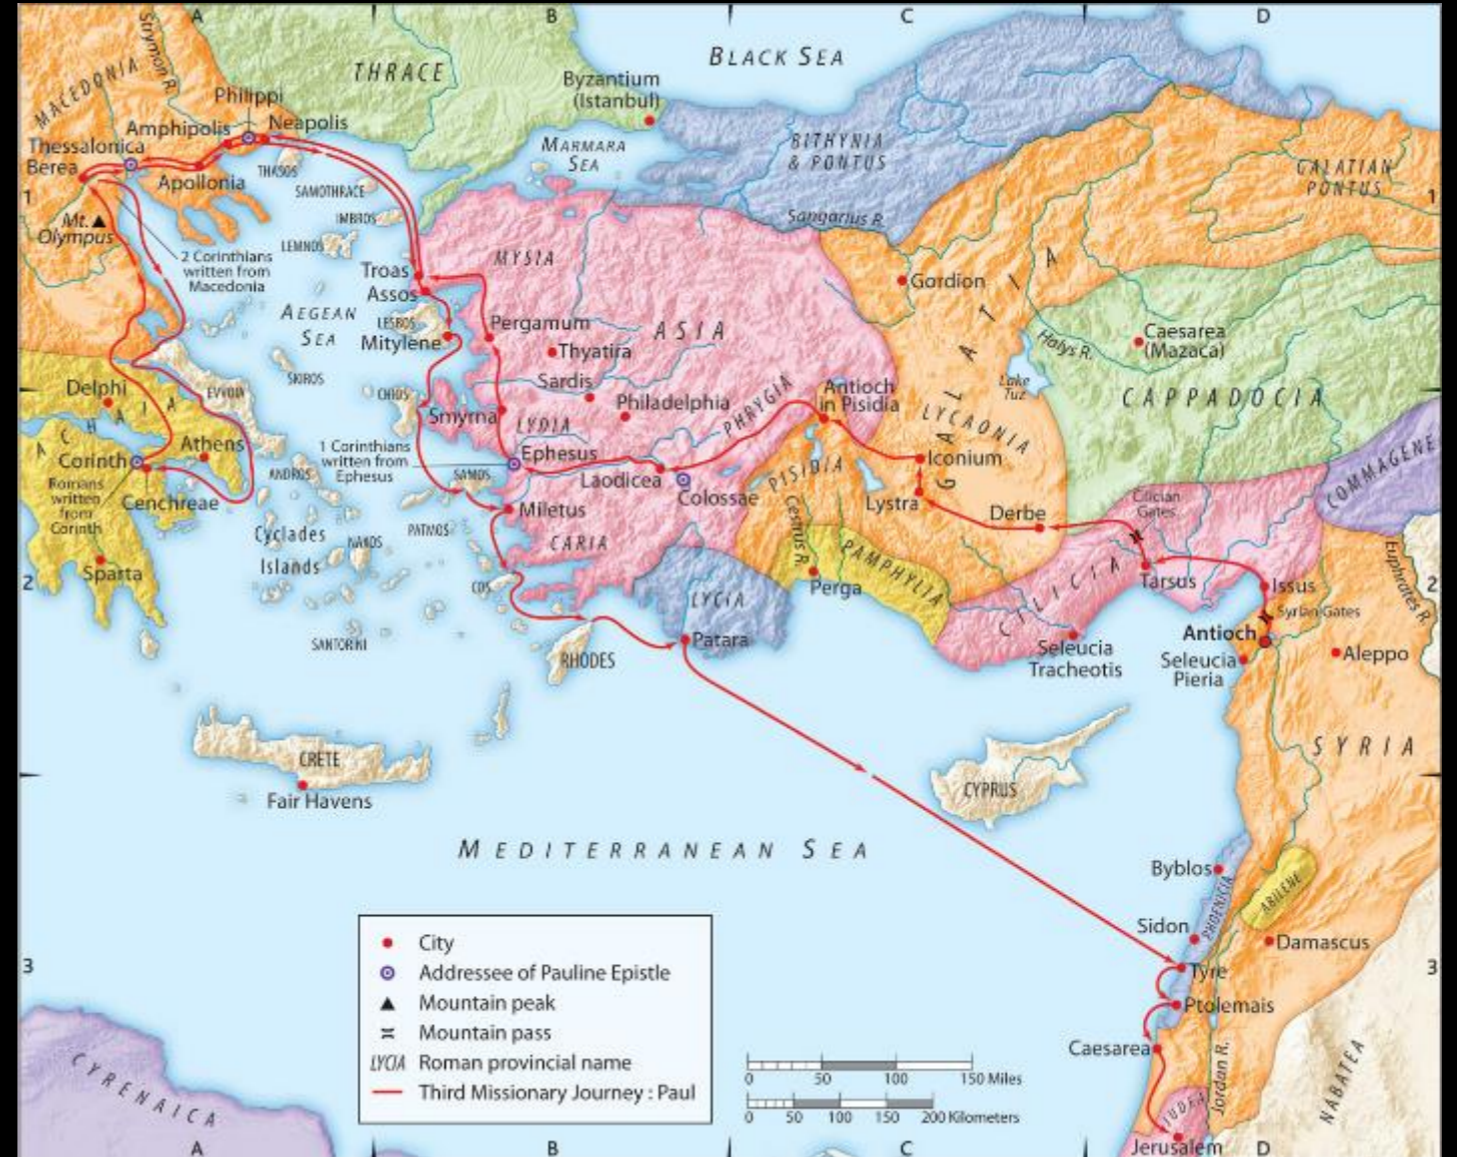 A
B
C
D
BLACK SEA
THRACE
Strymon R.
MACEDONIA
Byzantium
(Istanbul)
Philippi
Amphipolis
Neapolis
Thessalonica
Berea
Apollonia
THASOS
SAMOTHRACE
IMBROS
LEMNOS
MARMARA
SEA
BITHYNIA
& PONTUS
GALATIAN
PONTUS
1
1
Sangarius R.
Mt.
Olympus
2 Corinthians
written from
Macedonia
Troas
Assos
MYSIA
AEGEAN
SEA
LESBOS
Mitylene
Pergamum
Thyatira
ASIA
Gordion
GALATIA
Halys R.
Caesarea
(Mazaca)
CAPPADOCIA
Lake
Tuz
SKIROS
EVVOIA
CHIOS
Delphi
ACHAIA
Athens
Corinth
Romans
written
from
Corinth
Cenchreae
Sparta
ANDROS
1 Corinthians
written from
Ephesus
Sardis
Philadelphia
Smyrna
LYDIA
PHRYGIA
Antioch
in Pisidia
LYCAONIA
Ephesus
Laodicea
Colossae
PISIDIA
Iconium
Lystra
Derbe
Cilician
Gates
COMMAGENE
SAMOS
Miletus
PATMOS
CARIA
Cyclades
Islands
NAXOS
COS
SANTORINI
Cestrus R.
PAMPHYLIA
Perga
LYCIA
Patara
RHODES
CILICIA
Tarsus
Issus
Syrian Gates
Euphrates R.
2
2
Antioch
Seleucia
Pieria
Aleppo
Seleucia
Tracheotis
SYRIA
CRETE
Fair Havens
CYPRUS
MEDITERRANEAN SEA
Byblos
PHOENICIA
ABILENE
Sidon
Damascus
Tyre
Ptolemais
Caesarea
3
3
Jordan R.
JUDEA
Jerusalem
NABATEA
CYRENAICA
City
Addressee of Pauline Epistle
Mountain peak
Mountain pass
LYCIA Roman provincial name
Third Missionary Journey : Paul
0 50 100 150 Miles
0 50 100 150 200 Kilometers
A
B
C
D